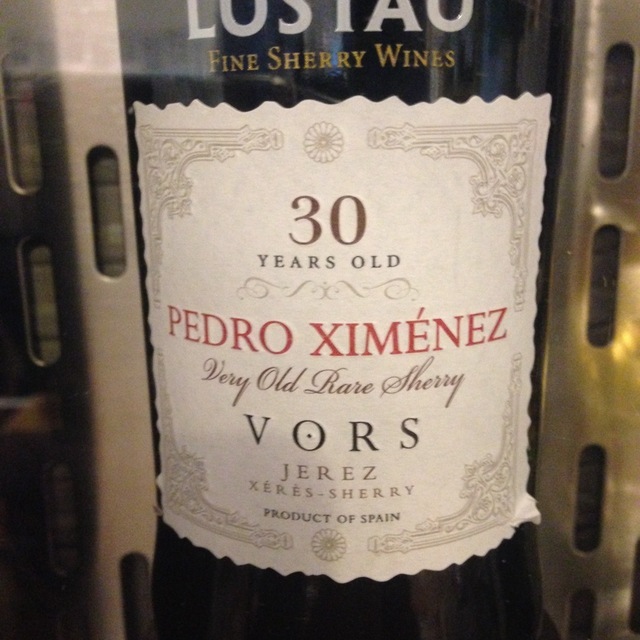 LUSTAU
FINE SHERRY WINES
30
YEARS OLD
PEDRO XIMÉNEZ
Very Old Rare Sherry
VORS
JEREZ
XÉRÈS-SHERRY
PRODUCT OF SPAIN